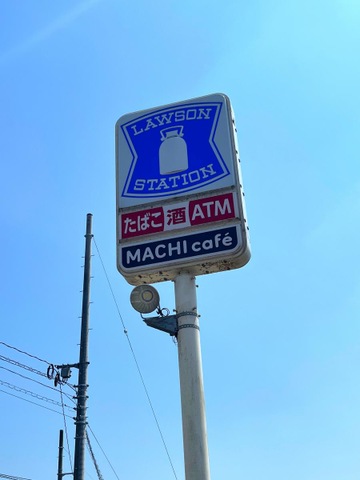 LAWSON
STATION
たばこ 酒 ATM
MACHI café